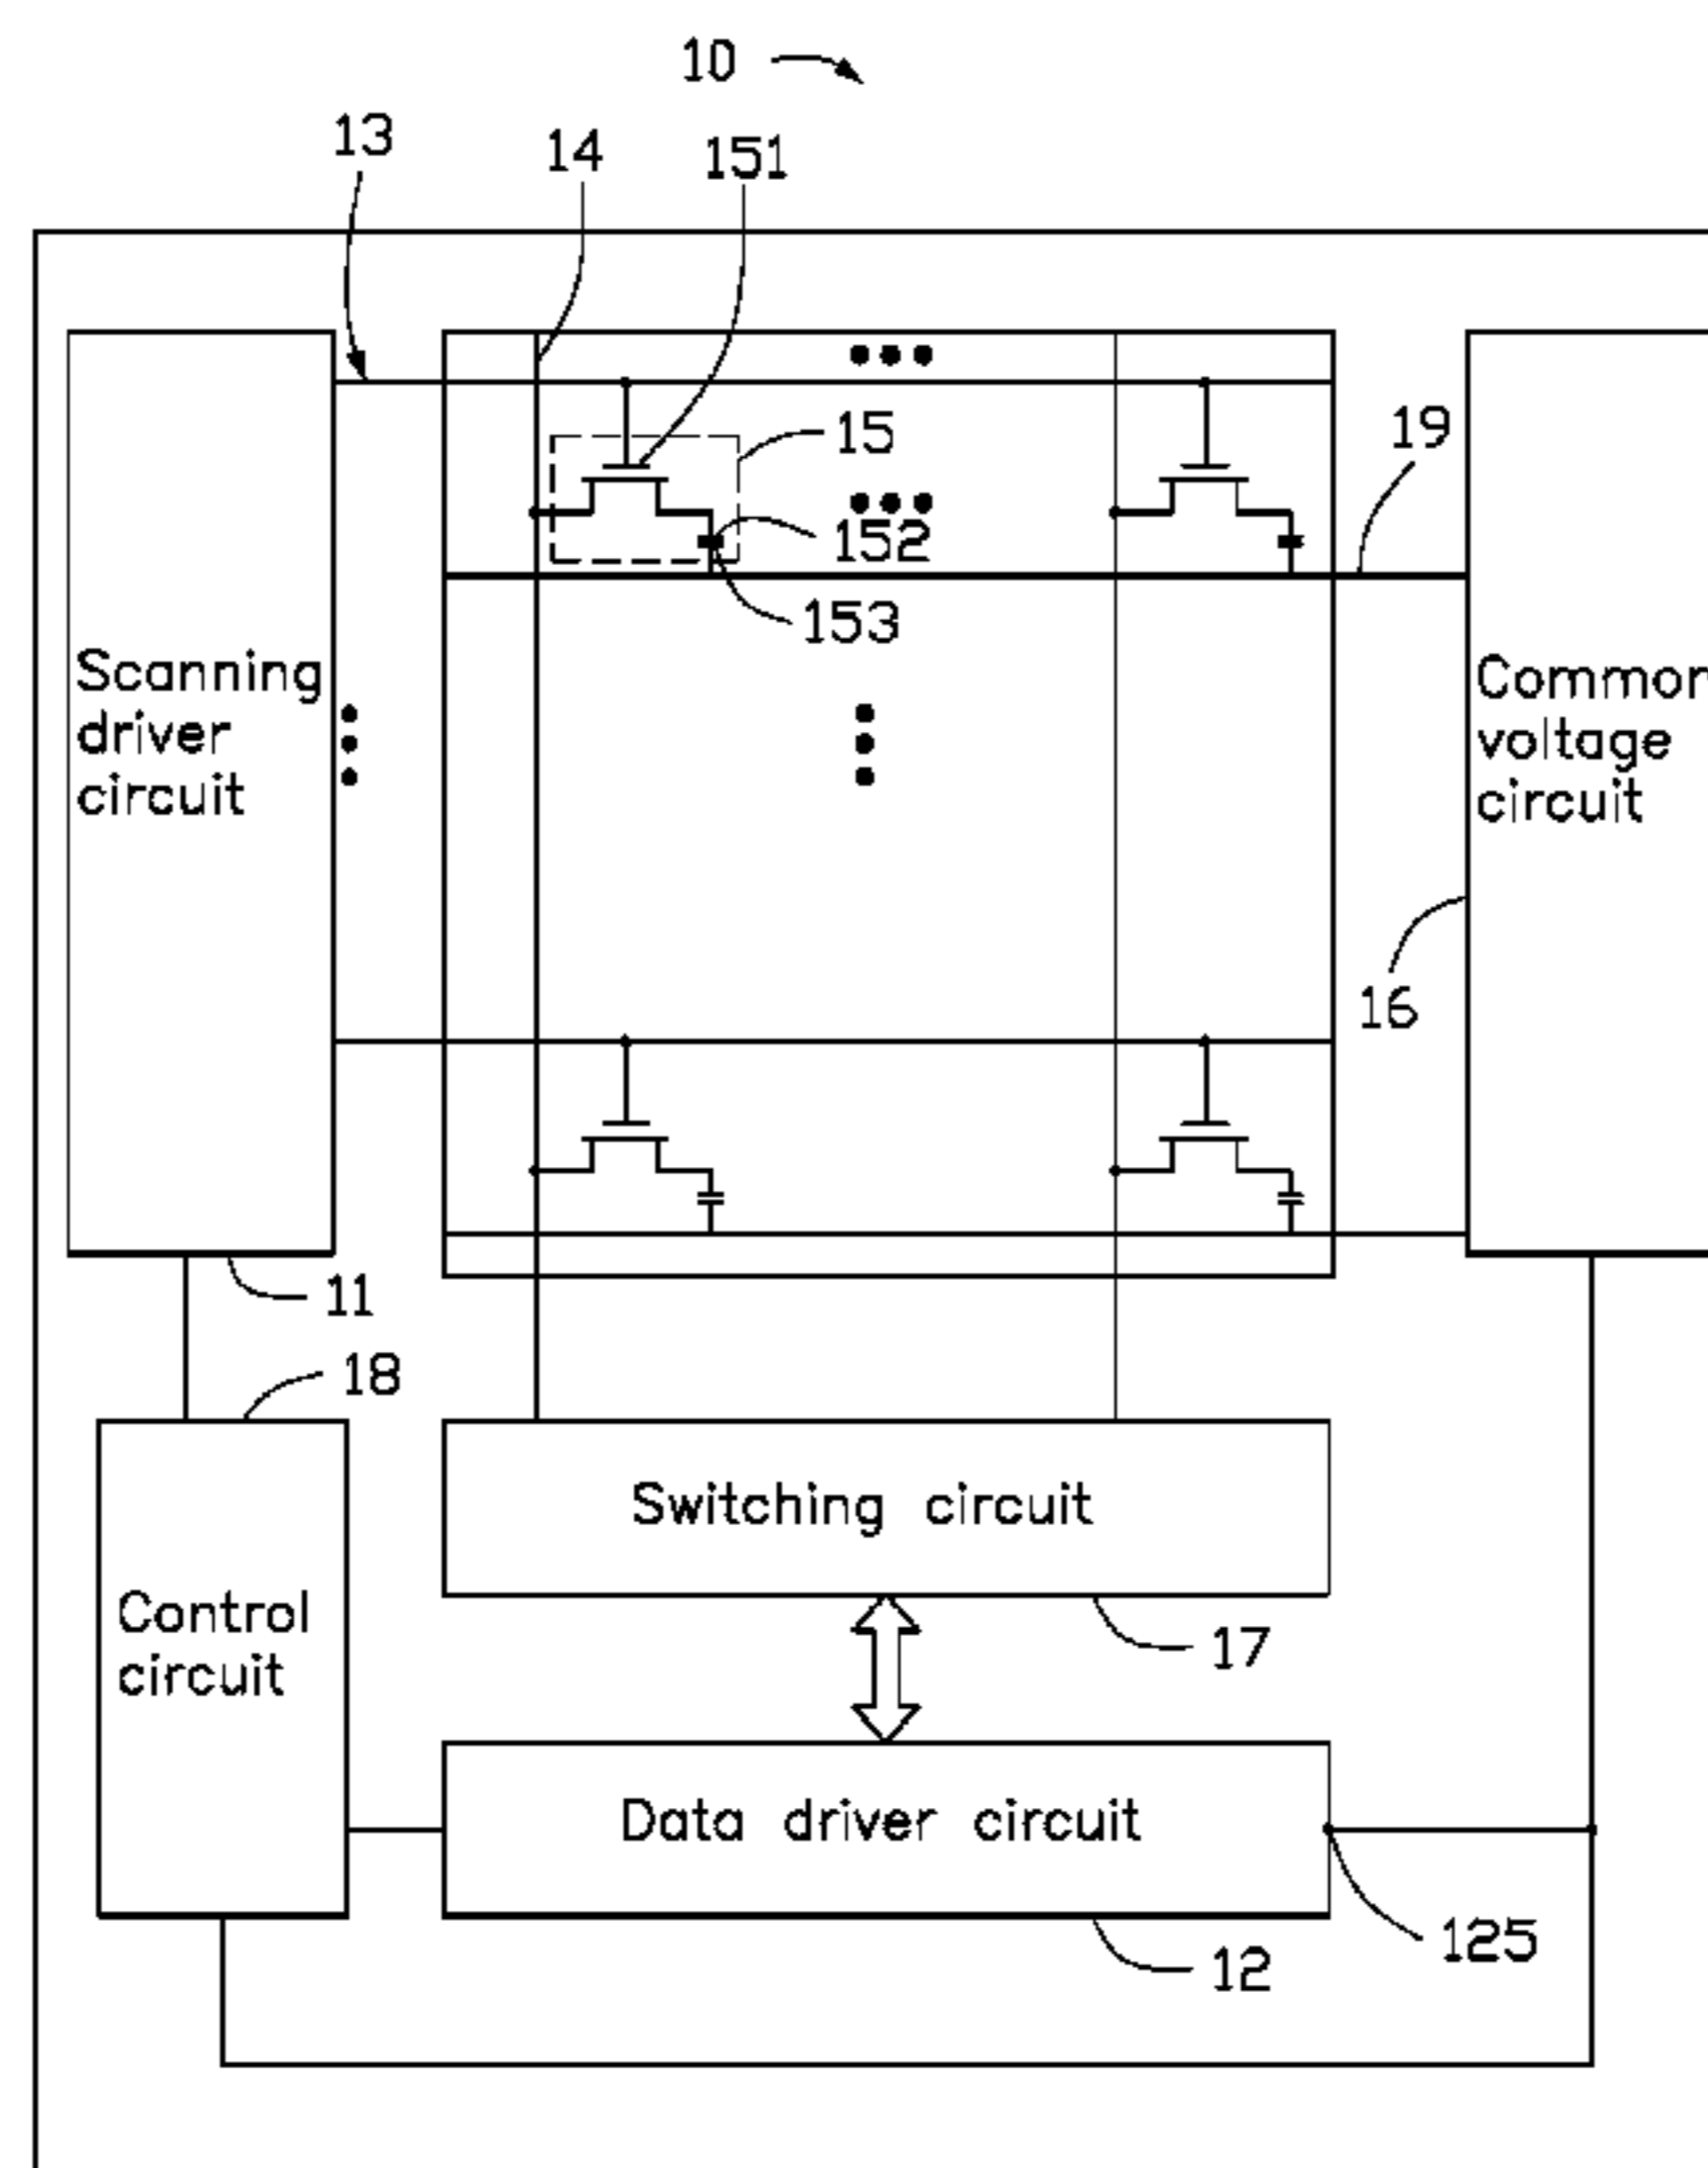 10
13
14
151
15
19
152
153
Scanning
driver
circuit
Common
voltage
circuit
16
11
18
Switching circuit
Control
circuit
17
Data driver circuit
125
12